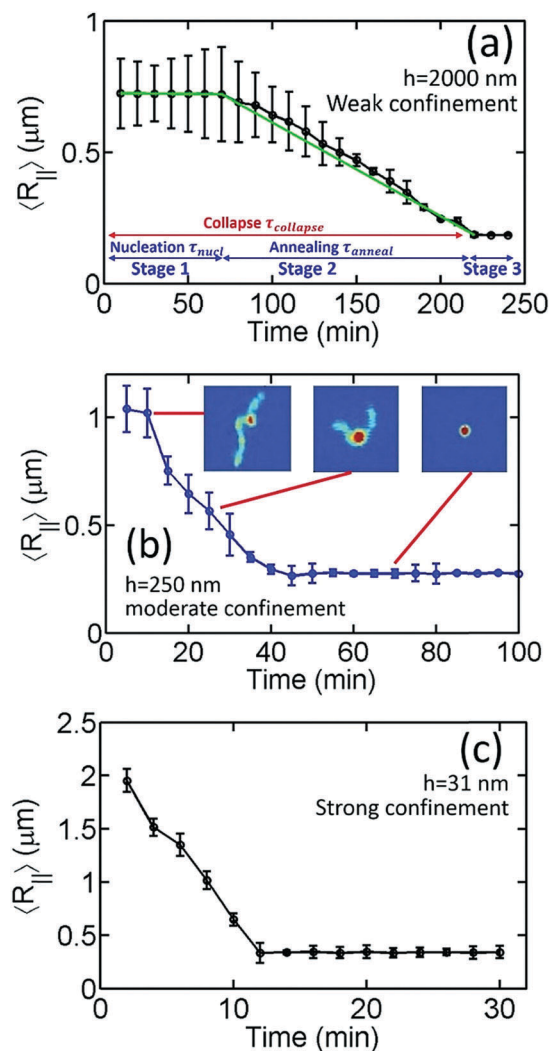 1
(a)
h=2000 nm
Weak confinement
0.5
⟨R||⟩ (μm)
Collapse τcollapse
Nucleation τnucl
Annealing τanneal
Stage 1
Stage 2
Stage 3
0
0
50
100
150
200
250
Time (min)
1
0.5
⟨R||⟩ (μm)
(b)
h=250 nm
moderate confinement
0
0
20
40
60
80
100
Time (min)
2.5
(c)
2
h=31 nm
Strong confinement
1.5
⟨R||⟩ (μm)
1
0.5
0
0
10
20
30
Time (min)